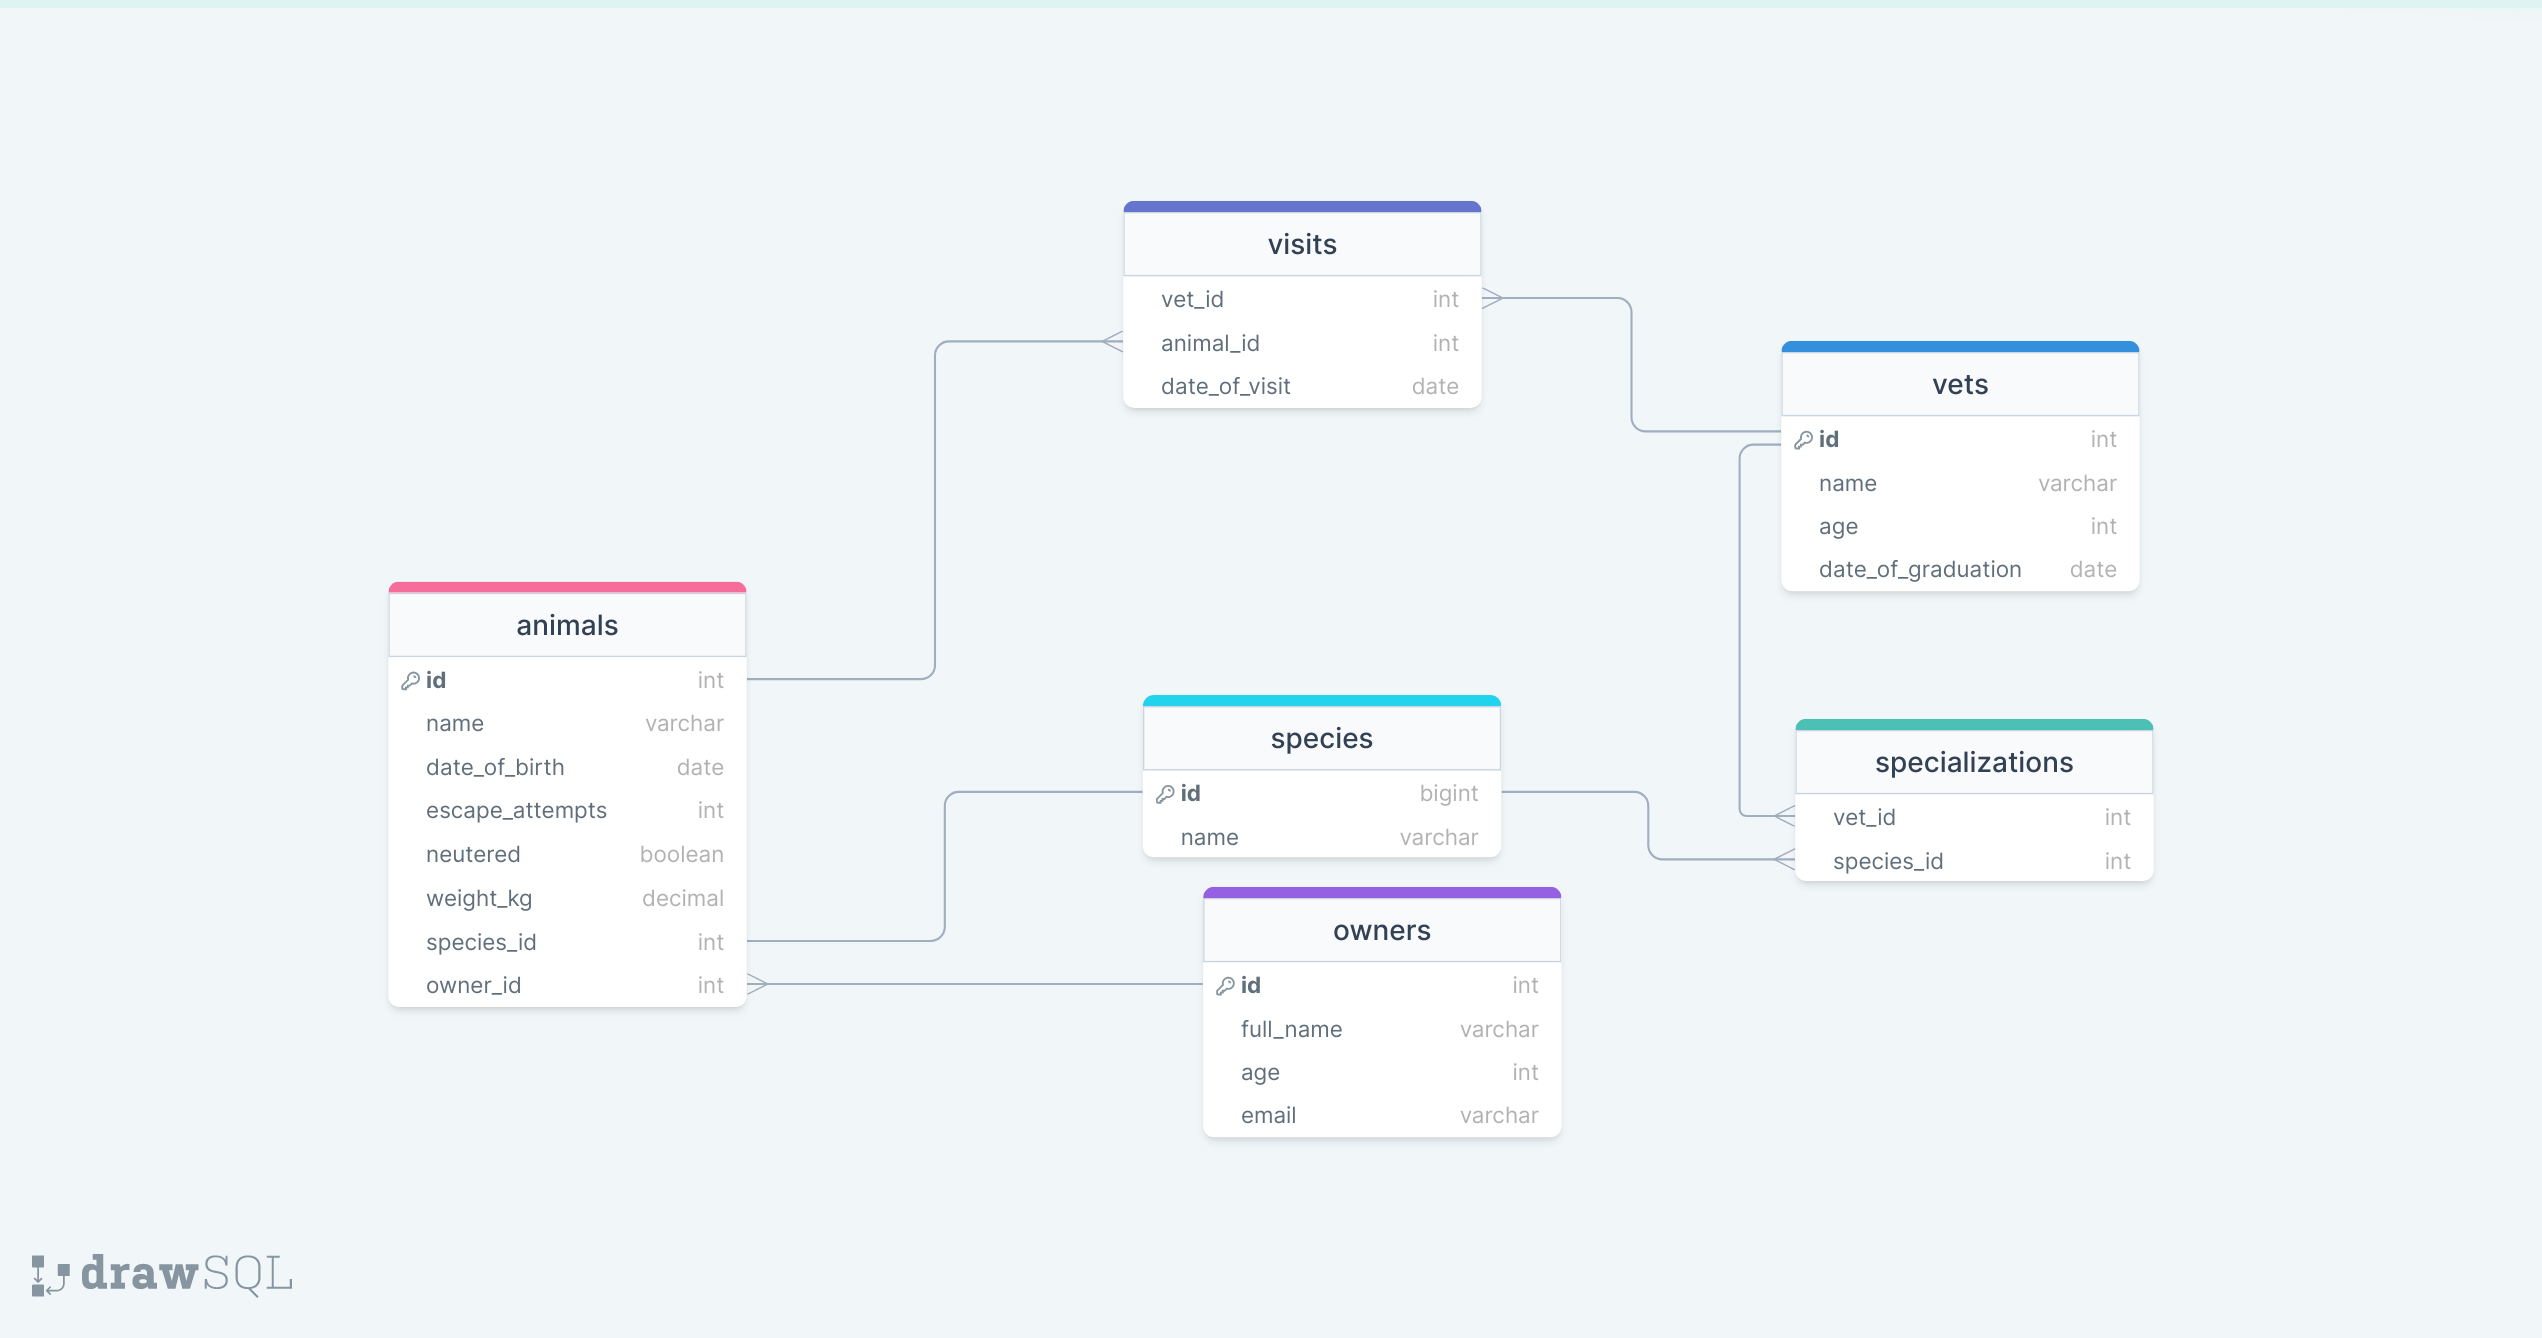 visits
vet_id int
animal_id int
date_of_visit date
vets
id int
name varchar
age int
date_of_graduation date
animals
id int
name varchar
date_of_birth date
escape_attempts int
neutered boolean
weight_kg decimal
species_id int
owner_id int
species
id bigint
name varchar
specializations
vet_id int
species_id int
owners
id int
full_name varchar
age int
email varchar
drawSQL